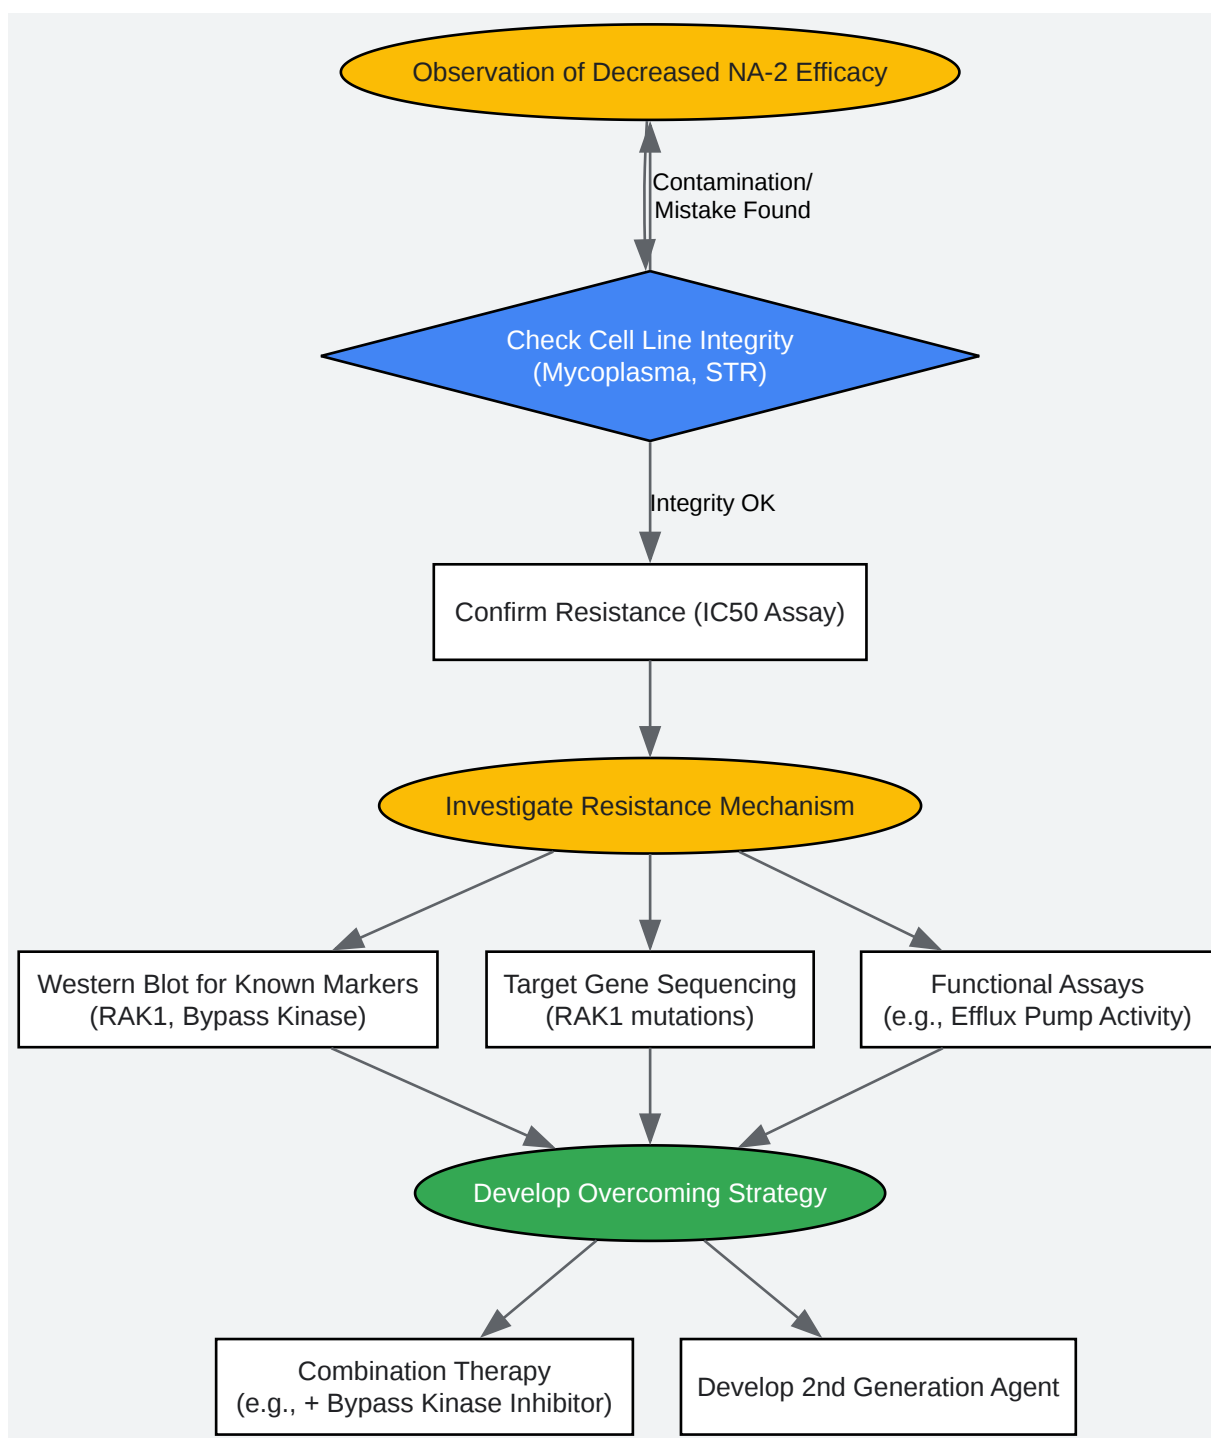 Observation of Decreased NA-2 Efficacy
Contamination/
Mistake Found
Check Cell Line Integrity
(Mycoplasma, STR)
Integrity OK
Confirm Resistance (IC50 Assay)
Investigate Resistance Mechanism
Western Blot for Known Markers
(RAK1, Bypass Kinase)
Target Gene Sequencing
(RAK1 mutations)
Functional Assays
(e.g., Efflux Pump Activity)
Develop Overcoming Strategy
Combination Therapy
(e.g., + Bypass Kinase Inhibitor)
Develop 2nd Generation Agent